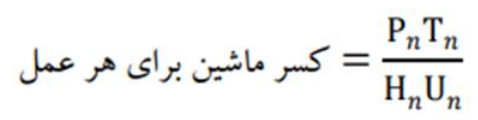 کسر ماشین برای هر عمل = PₙTₙ / HₙUₙ